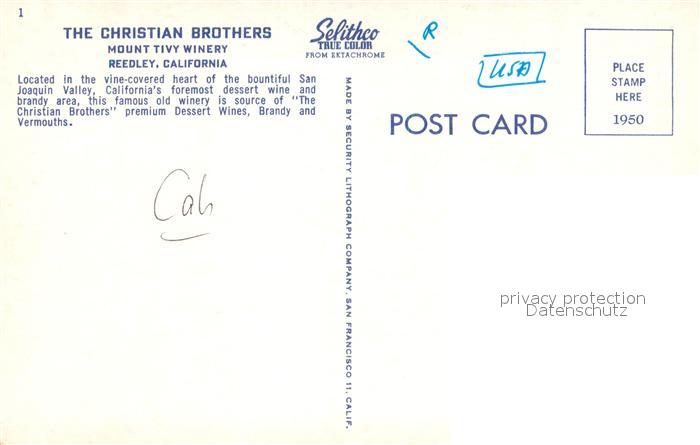 1
THE CHRISTIAN BROTHERS
MOUNT TIVY WINERY
REEDLEY, CALIFORNIA
Located in the vine-covered heart of the bountiful San
Joaquin Valley, California's foremost dessert wine and
brandy area, this famous old winery is source of "The
Christian Brothers" premium Dessert Wines, Brandy and
Vermouths.
Selithco
TRUE COLOR
FROM EKTACHROME
R
USA
POST CARD
PLACE
STAMP
HERE
1950
MADE BY SECURITY LITHOGRAPH COMPANY, SAN FRANCISCO 11, CALIF.
Cal
privacy protection
Datenschutz